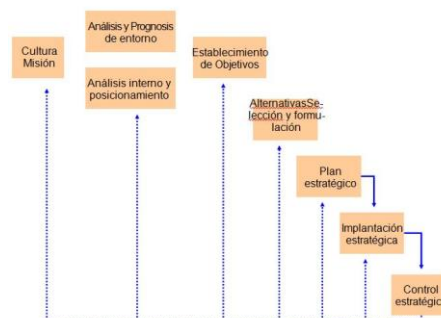 Cultura
Misión
Análisis y Prognosis
de entorno
Análisis interno y
posicionamiento
Establecimiento
de Objetivos
AlternativasSe-
lección y formu-
lación
Plan
estratégico
Implantación
estratégica
Control
estratégic